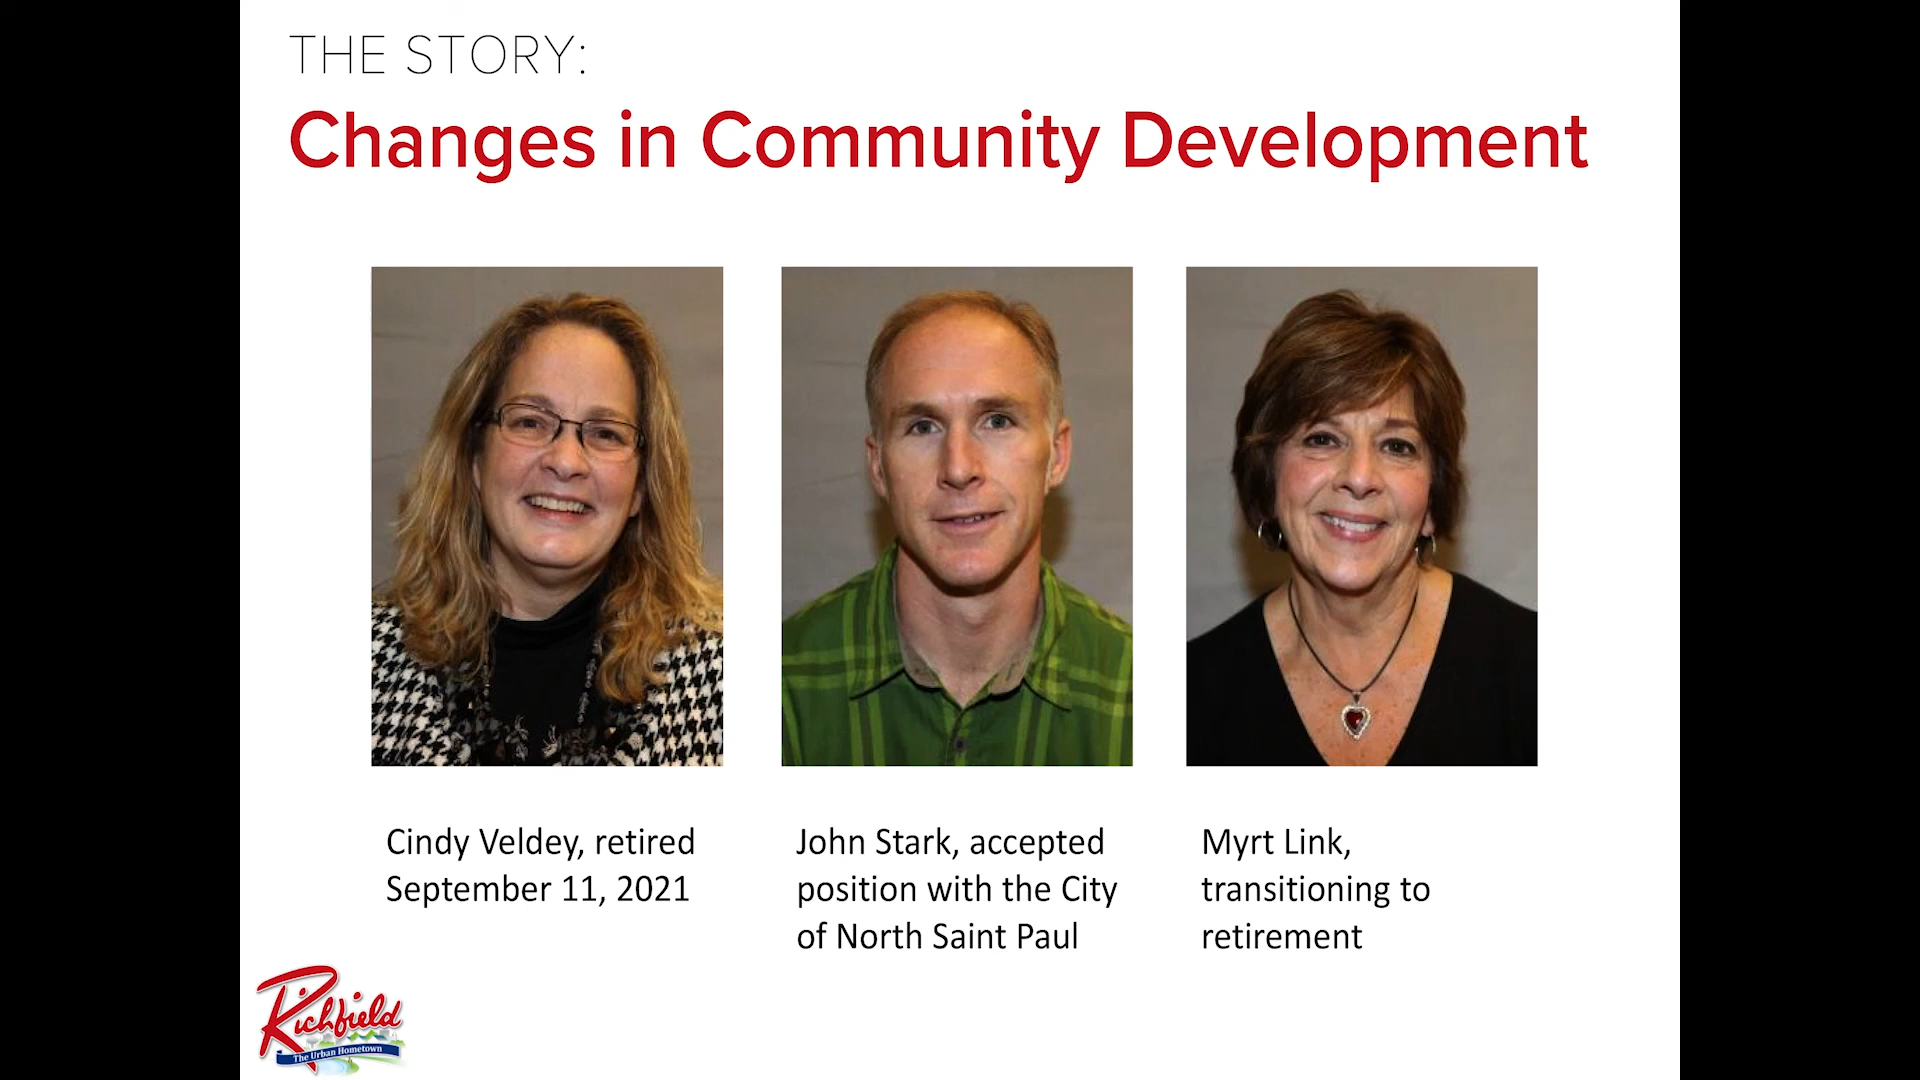 THE STORY:
Changes in Community Development
Cindy Veldey, retired
September 11, 2021
John Stark, accepted
position with the City
of North Saint Paul
Myrt Link,
transitioning to
retirement
Richfield
The Urban Hometown